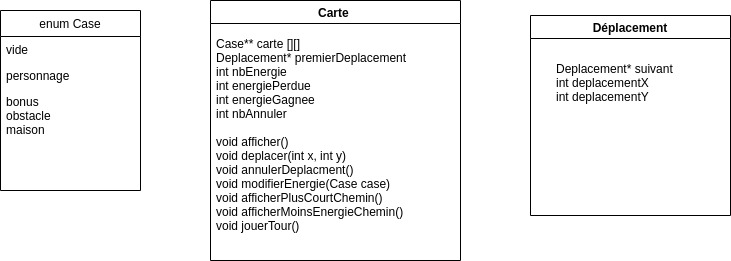 enum Case
vide
personnage
bonus
obstacle
maison
Carte
Case** carte [][]
Deplacement* premierDeplacement
int nbEnergie
int energiePerdue
int energieGagnee
int nbAnnuler
void afficher()
void deplacer(int x, int y)
void annulerDeplacment()
void modifierEnergie(Case case)
void afficherPlusCourtChemin()
void afficherMoinsEnergieChemin()
void jouerTour()
Déplacement
Deplacement* suivant
int deplacementX
int deplacementY